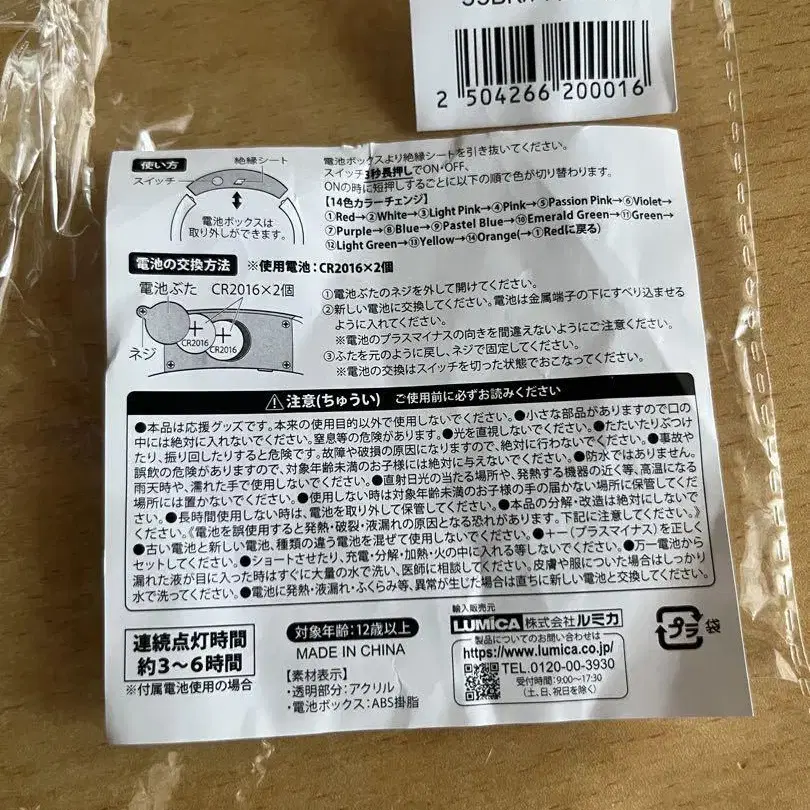 2 504266 200016
使い方
絶縁シート
スイッチ
電池ボックスは
取り外しができます。
電池ボックスより絶縁シートを引き抜いてください。
スイッチ3秒長押しでON・OFF、
ONの時に短押しするごとに以下の順で色が切り替わります。
【14色カラーチェンジ】
①Red→②White→③Light Pink→④Pink→⑤Passion Pink→⑥Violet→
⑦Purple→⑧Blue→⑨Pastel Blue→⑩Emerald Green→⑪Green→
⑫Light Green→⑬Yellow→⑭Orange(→①Redに戻る)
電池の交換方法 ※使用電池：CR2016×2個
電池ぶた CR2016×2個
ネジ
CR2016
CR2016
①電池ぶたのネジを外して開けてください。
②新しい電池に交換してください。電池は金属端子の下にすべり込ませる
ように入れてください。
※電池のプラスマイナスの向きを間違えないようにご注意ください。
③ふたを元のように戻し、ネジで固定してください。
※電池の交換はスイッチを切った状態でおこなってください。
⚠注意(ちゅうい) ご使用前に必ずお読みください
●本品は応援グッズです。本来の使用目的以外で使用しないでください。●小さな部品がありますので口の
中には絶対に入れないでください。窒息等の危険があります。●光を直視しないでください。●たたいたりぶつけ
たり、振り回したりすると危険です。故障や破損の原因になりますので、絶対に行わないでください。●事故や
誤飲の危険がありますので、対象年齢未満のお子様には絶対に与えないでください。●防水ではありません。
雨天時や、濡れた手で使用しないでください。●直射日光の当たる場所や、発熱する機器の近く等、高温になる
場所には置かないでください。●使用しない時は対象年齢未満のお子様の手の届かない場所に保管してくだ
さい。●長時間使用しない時は、電池を取り外して保管してください。●本品の分解・改造は絶対にしないで
ください。《電池を誤使用すると発熱・破裂・液漏れの原因となる恐れがあります。下記に注意してください。》
●古い電池と新しい電池、種類の違う電池を混ぜて使用しないでください。●＋－(プラスマイナス)を正しく
セットしてください。●ショートさせたり、充電・分解・加熱・火の中に入れる等しないでください。●万一電池から
漏れた液が目に入った時はすぐに大量の水で洗い、医師に相談してください。皮膚や服についた場合はしっかり
水で洗ってください。●電池に発熱・液漏れ・ふくらみ等、異常が生じた場合は直ちに新しい電池と交換してください。
連続点灯時間
約3～6時間
※付属電池使用の場合
対象年齢：12歳以上
MADE IN CHINA
【素材表示】
・透明部分：アクリル
・電池ボックス：ABS掛脂
輸入販売元
LUMICA 株式会社ルミカ
製品についてのお問い合わせは
https://www.lumica.co.jp/
TEL.0120-00-3930
受付時間：9:00～17:30
(土、日、祝日を除く)
プラ
袋